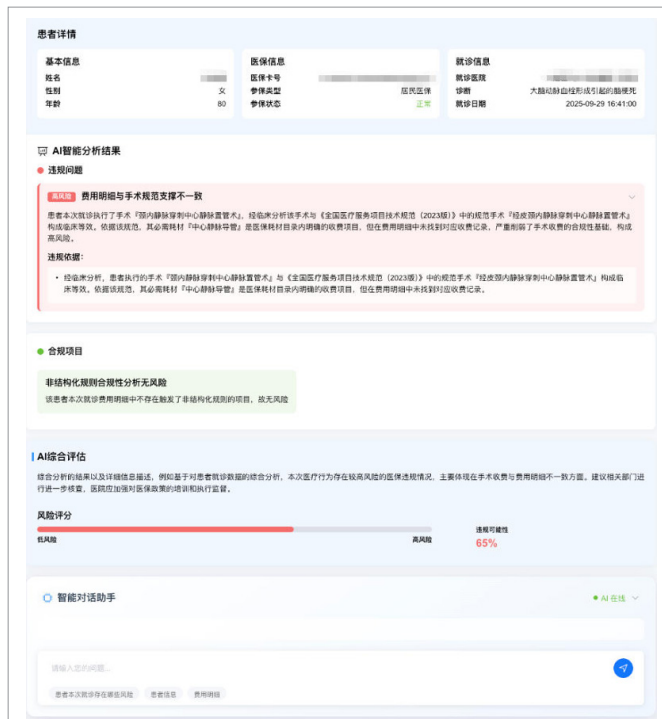 患者详情
基本信息
医保信息
就诊信息
姓名
医保卡号
就诊医院
性别 女
参保类型 居民医保
诊断 大脑动脉血栓形成引起的脑梗死
年龄 80
参保状态 正常
就诊日期 2025-09-29 16:41:00
AI智能分析结果
违规问题
高风险 费用明细与手术规范支撑不一致
患者本次就诊执行了手术『颈内静脉穿刺中心静脉置管术』，经临床分析该手术与《全国医疗服务项目技术规范（2023版）》中的规范手术『经皮颈内静脉穿刺中心静脉置管术』
构成临床等效。依据该规范，其必需耗材『中心静脉导管』是医保耗材目录内明确的收费项目，但在费用明细中未找到对应收费记录，严重削弱了手术收费的合规性基础，构成
高风险。
违规依据：
• 经临床分析，患者执行的手术『颈内静脉穿刺中心静脉置管术』与《全国医疗服务项目技术规范（2023版）》中的规范手术『经皮颈内静脉穿刺中心静脉置管术』构成临
床等效。依据该规范，其必需耗材『中心静脉导管』是医保耗材目录内明确的收费项目，但在费用明细中未找到对应收费记录。
合规项目
非结构化规则合规性分析无风险
该患者本次就诊费用明细中不存在触发了非结构化规则的项目，故无风险
AI综合评估
综合分析的结果以及详细信息描述，例如基于对患者就诊数据的综合分析，本次医疗行为存在较高风险的医保违规情况，主要体现在手术收费与费用明细不一致方面。建议相关部门进
行进一步核查，医院应加强对医保政策的培训和执行监督。
风险评分
低风险
高风险
违规可能性
65%
智能对话助手
AI 在线
请输入您的问题...
患者本次就诊存在哪些风险
患者信息
费用明细